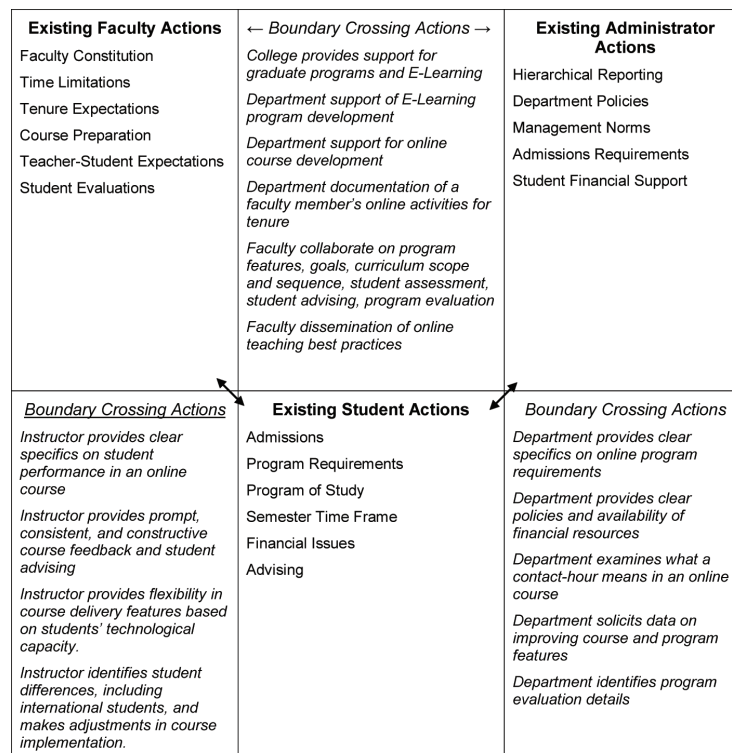 Existing Faculty Actions
Faculty Constitution
Time Limitations
Tenure Expectations
Course Preparation
Teacher-Student Expectations
Student Evaluations
← Boundary Crossing Actions →
College provides support for
graduate programs and E-Learning
Department support of E-Learning
program development
Department support for online
course development
Department documentation of a
faculty member’s online activities for
tenure
Faculty collaborate on program
features, goals, curriculum scope
and sequence, student assessment,
student advising, program evaluation
Faculty dissemination of online
teaching best practices
Existing Administrator
Actions
Hierarchical Reporting
Department Policies
Management Norms
Admissions Requirements
Student Financial Support
Boundary Crossing Actions
Instructor provides clear
specifics on student
performance in an online
course
Instructor provides prompt,
consistent, and constructive
course feedback and student
advising
Instructor provides flexibility in
course delivery features based
on students’ technological
capacity.
Instructor identifies student
differences, including
international students, and
makes adjustments in course
implementation.
Existing Student Actions
Admissions
Program Requirements
Program of Study
Semester Time Frame
Financial Issues
Advising
Boundary Crossing Actions
Department provides clear
specifics on online program
requirements
Department provides clear
policies and availability of
financial resources
Department examines what a
contact-hour means in an online
course
Department solicits data on
improving course and program
features
Department identifies program
evaluation details